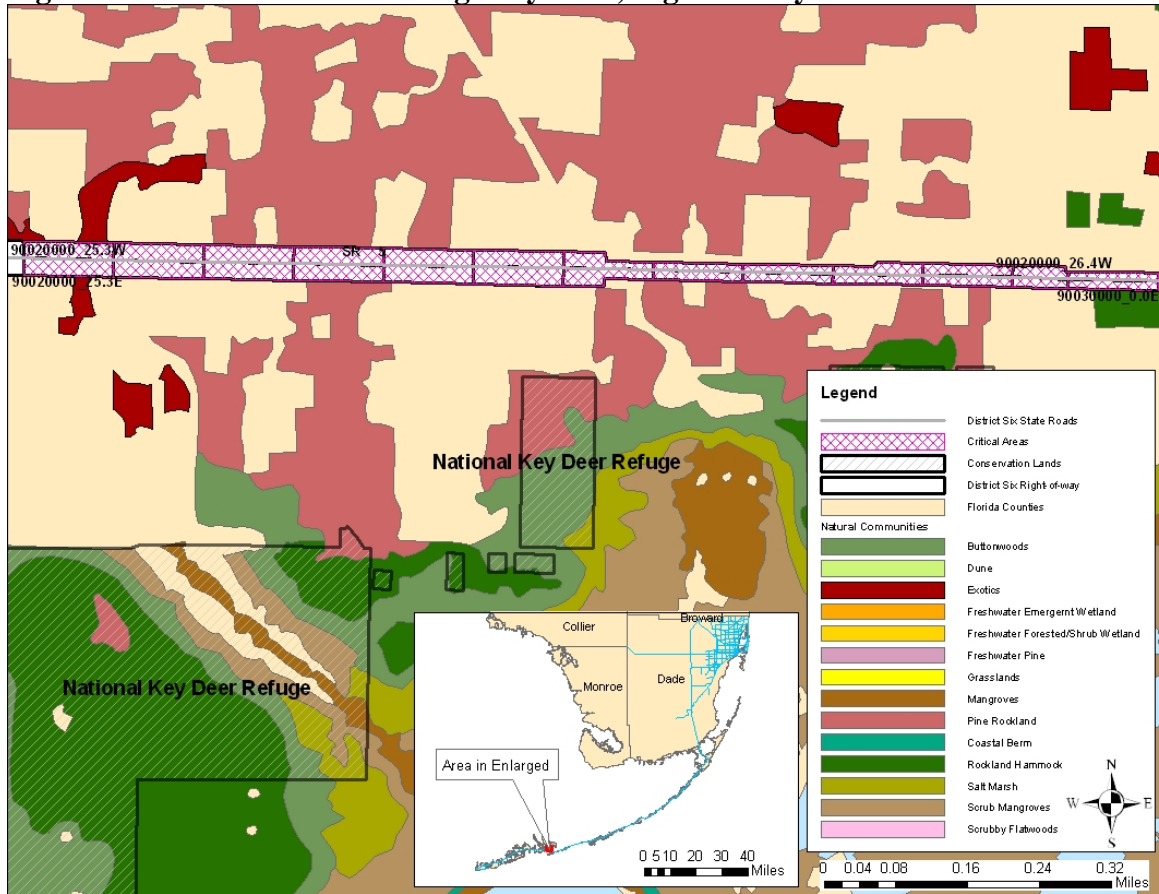 90020000_25.3W
SR 5
90020000_25.3E
90020000_26.4W
90030000_0.0E
National Key Deer Refuge
National Key Deer Refuge
Legend
District Six State Roads
Critical Areas
Conservation Lands
District Six Right-of-way
Florida Counties
Natural Communities
Buttonwoods
Dune
Exotics
Freshwater Emergent Wetland
Freshwater Forested/Shrub Wetland
Freshwater Pine
Grasslands
Mangroves
Pine Rockland
Coastal Berm
Rockland Hammock
Salt Marsh
Scrub Mangroves
Scrubby Flatwoods
N
W E
S
0 0.04 0.08 0.16 0.24 0.32
Miles
Collier
Broward
Monroe
Dade
Area in Enlarged
0 5 10 20 30 40
Miles